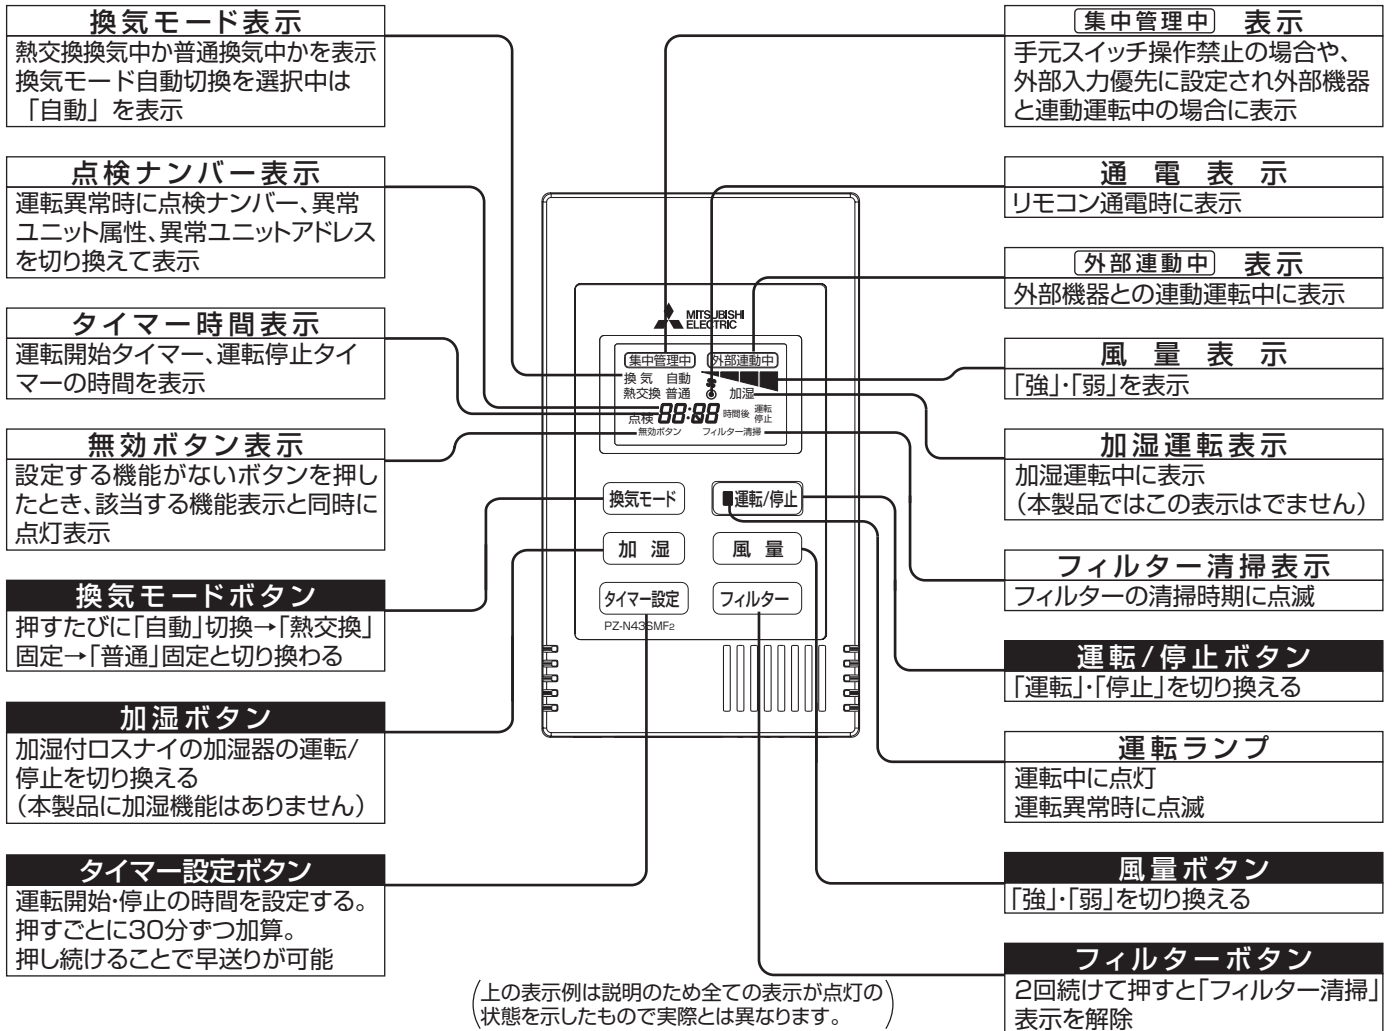 換気モード表示
熱交換換気中か普通換気中かを表示
換気モード自動切換を選択中は
「自動」を表示
点検ナンバー表示
運転異常時に点検ナンバー、異常
ユニット属性、異常ユニットアドレス
を切り換えて表示
タイマー時間表示
運転開始タイマー、運転停止タイ
マーの時間を表示
無効ボタン表示
設定する機能がないボタンを押し
たとき、該当する機能表示と同時に
点灯表示
換気モードボタン
押すたびに「自動」切換→「熱交換」
固定→「普通」固定と切り換わる
加湿ボタン
加湿付ロスナイの加湿器の運転/
停止を切り換える
(本製品に加湿機能はありません)
タイマー設定ボタン
運転開始・停止の時間を設定する。
押すごとに30分ずつ加算。
押し続けることで早送りが可能
MITSUBISHI
ELECTRIC
集中管理中 外部連動中
換気 自動
熱交換 普通 加湿
点検 88:88 時間後 運転
停止
無効ボタン フィルター清掃
換気モード 運転/停止
加湿 風量
タイマー設定 フィルター
PZ-N43SMF2
(上の表示例は説明のため全ての表示が点灯の
状態を示したもので実際とは異なります。)
集中管理中 表示
手元スイッチ操作禁止の場合や、
外部入力優先に設定され外部機器
と連動運転中の場合に表示
通電表示
リモコン通電時に表示
外部連動中 表示
外部機器との連動運転中に表示
風量表示
「強」・「弱」を表示
加湿運転表示
加湿運転中に表示
(本製品ではこの表示はでません)
フィルター清掃表示
フィルターの清掃時期に点滅
運転/停止ボタン
「運転」・「停止」を切り換える
運転ランプ
運転中に点灯
運転異常時に点滅
風量ボタン
「強」・「弱」を切り換える
フィルターボタン
2回続けて押すと「フィルター清掃」
表示を解除